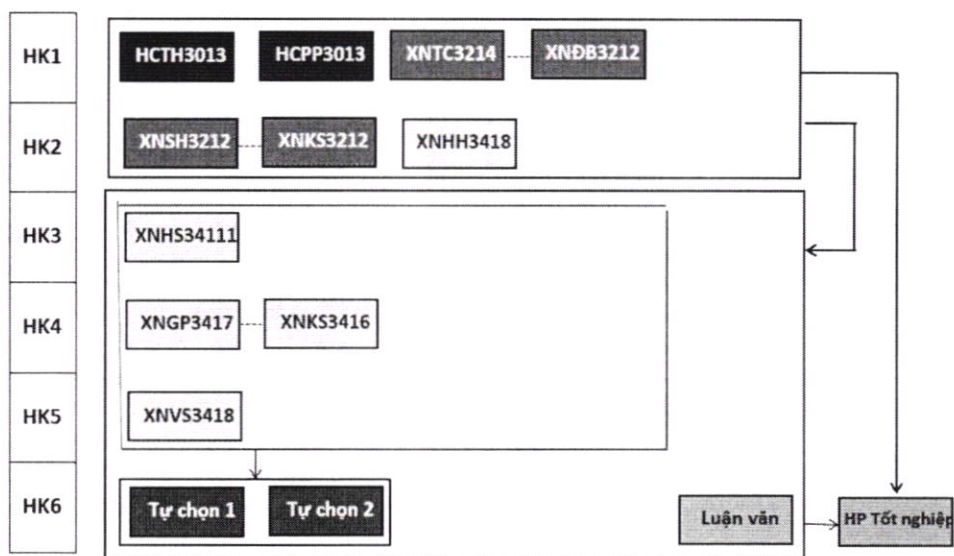 HK1 HCTH3013 HCPP3013 XNTC3214 XNĐB3212
HK2 XNSH3212 XNKS3212 XNHH3418
HK3 XNHS34111
HK4 XNGP3417 XNKS3416
HK5 XNVS3418
HK6 Tự chọn 1 Tự chọn 2 Luận văn HP Tốt nghiệp